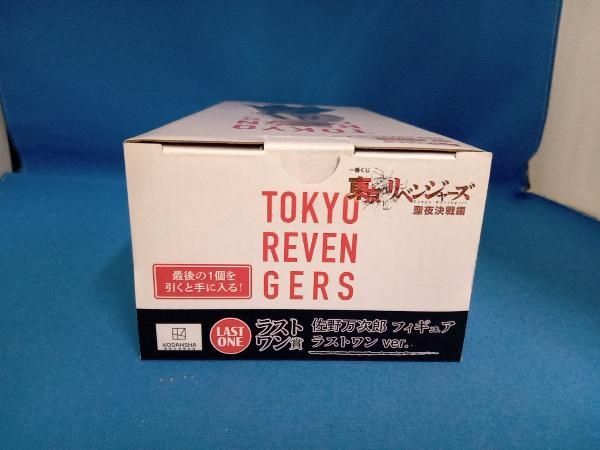 一番くじ
東京リベンジャーズ
聖夜決戦編
TOKYO
REVEN
GERS
最後の1個を
引くと手に入る!
KODANSHA
LAST
ONE
ラスト
ワン賞
佐野万次郎 フィギュア
ラストワン ver.